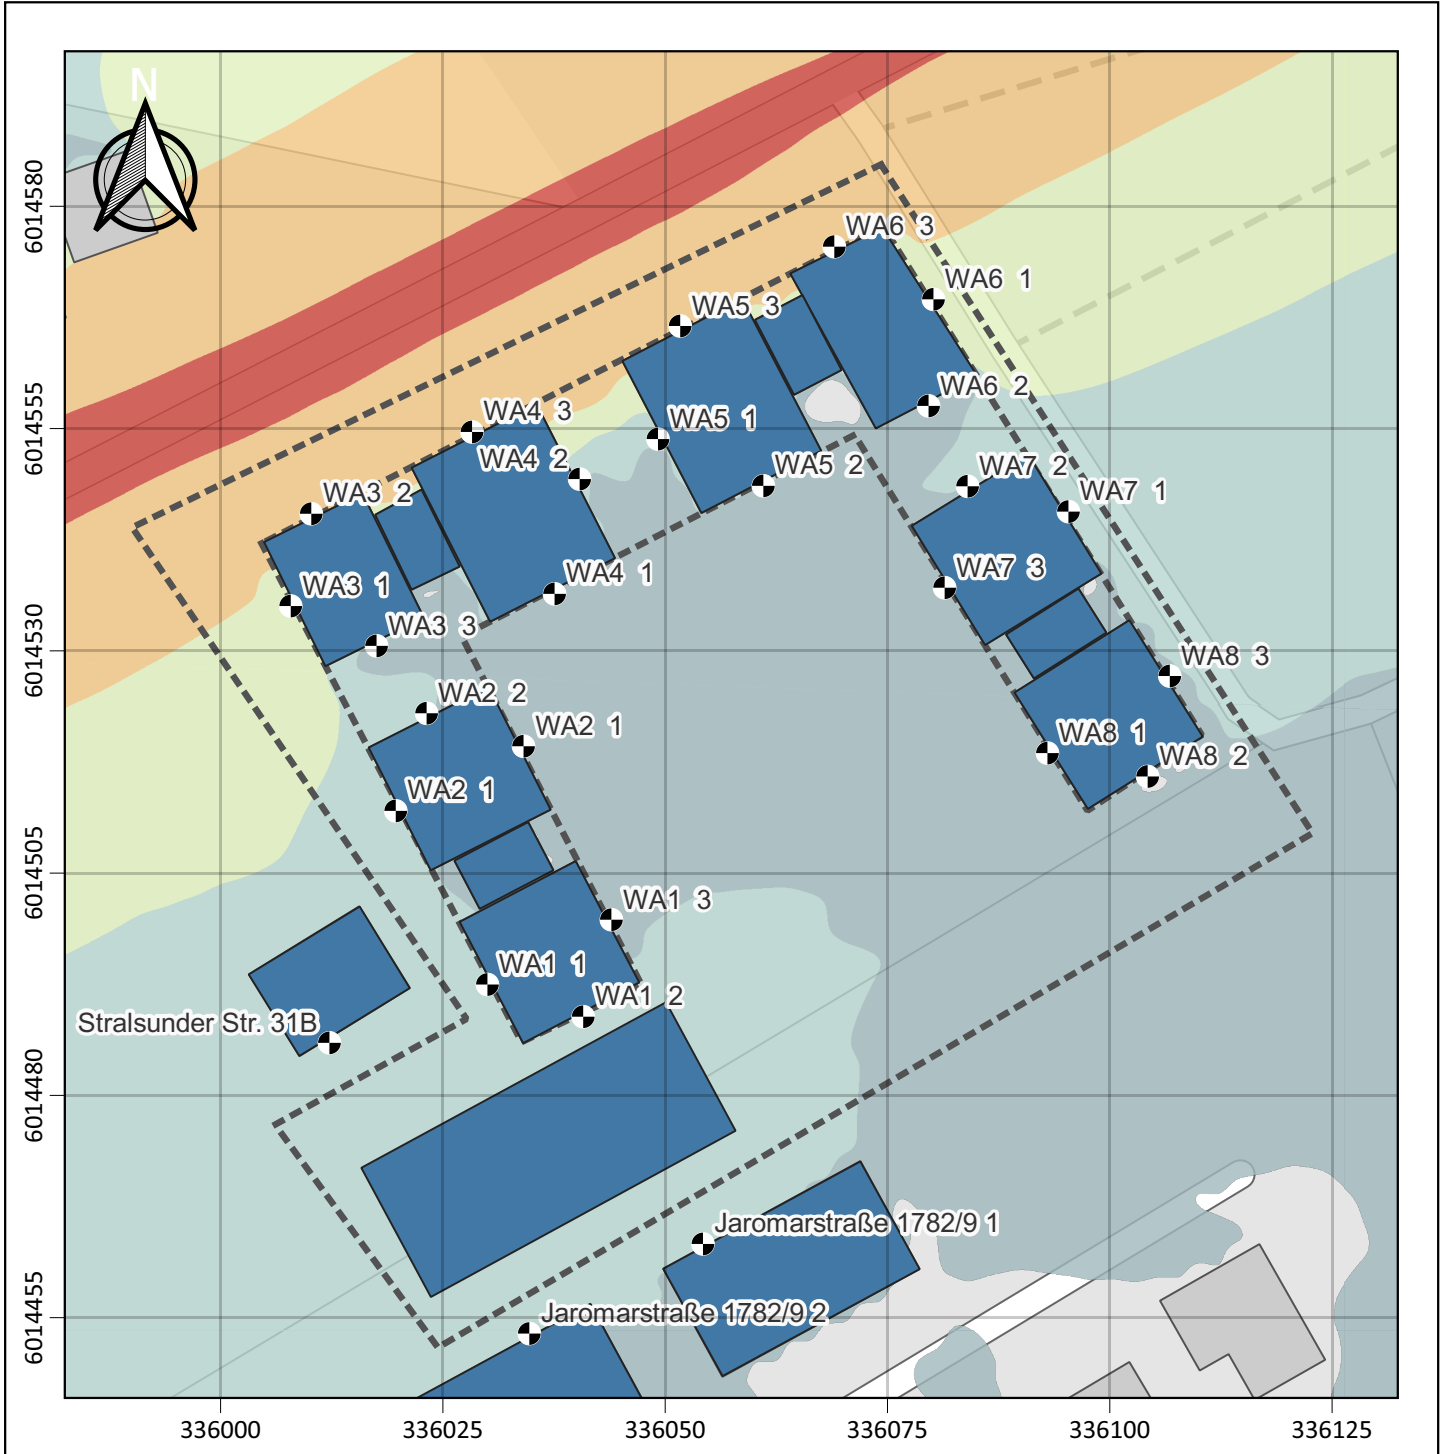 N
6014580
6014555
6014530
6014505
6014480
6014455
WA6 3
WA6 1
WA5 3
WA6 2
WA4 3
WA5 1
WA4 2
WA5 2
WA7 2
WA3 2
WA7 1
WA4 1
WA7 3
WA3 1
WA3 3
WA8 3
WA2 2
WA2 1
WA8 1
WA8 2
WA2 1
WA1 3
WA1 1
WA1 2
Stralsunder Str. 31B
Jaromarstraße 1782/9 1
Jaromarstraße 1782/9 2
336000 336025 336050 336075 336100 336125